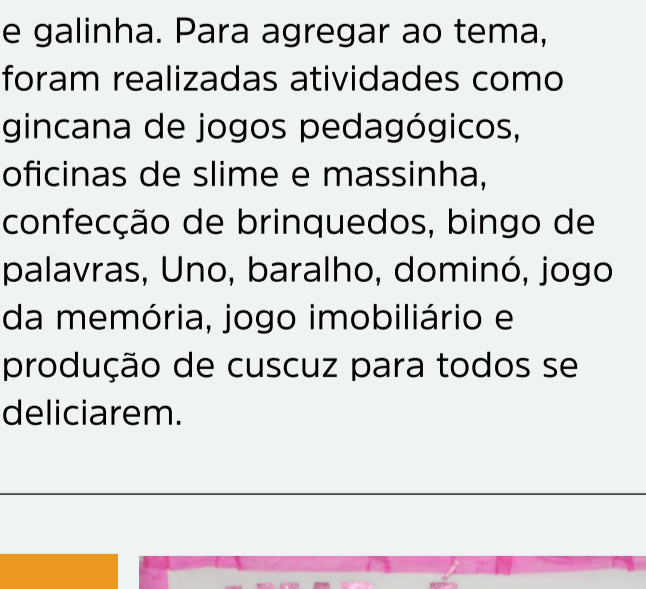 e galinha. Para agregar ao tema,
foram realizadas atividades como
gincana de jogos pedagógicos,
oficinas de slime e massinha,
confecção de brinquedos, bingo de
palavras, Uno, baralho, dominó, jogo
da memória, jogo imobiliário e
produção de cuscuz para todos se
deliciarem.